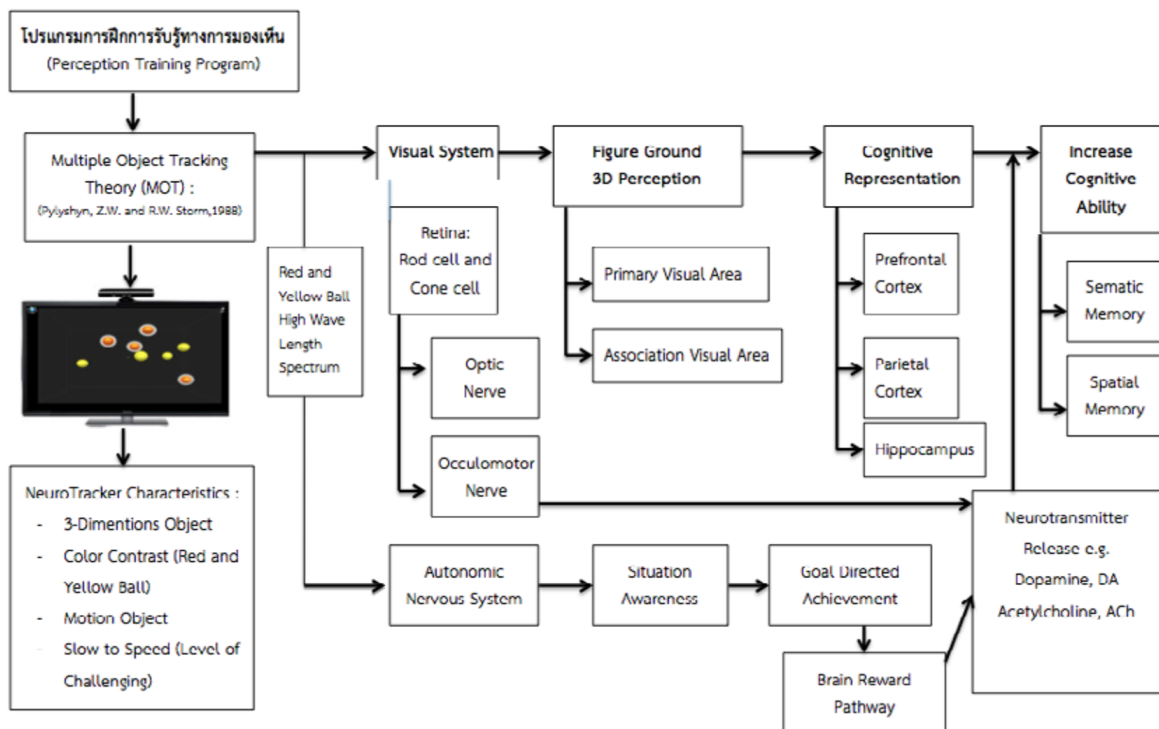 โปรแกรมการฝึกการรับรู้ทางการมองเห็น
(Perception Training Program)
Multiple Object Tracking
Theory (MOT) :
(Pylyshyn, Z.W. and R.W. Storm,1988)
NeuroTracker Characteristics :
- 3-Dimentions Object
- Color Contrast (Red and
Yellow Ball)
- Motion Object
- Slow to Speed (Level of
Challenging)
Red and
Yellow Ball
High Wave
Length
Spectrum
Visual System
Retina:
Rod cell and
Cone cell
Optic
Nerve
Occulomotor
Nerve
Figure Ground
3D Perception
Primary Visual Area
Association Visual Area
Cognitive
Representation
Prefrontal
Cortex
Parietal
Cortex
Hippocampus
Increase
Cognitive
Ability
Sematic
Memory
Spatial
Memory
Autonomic
Nervous System
Situation
Awareness
Goal Directed
Achievement
Brain Reward
Pathway
Neurotransmitter
Release e.g.
Dopamine, DA
Acetylcholine, ACh